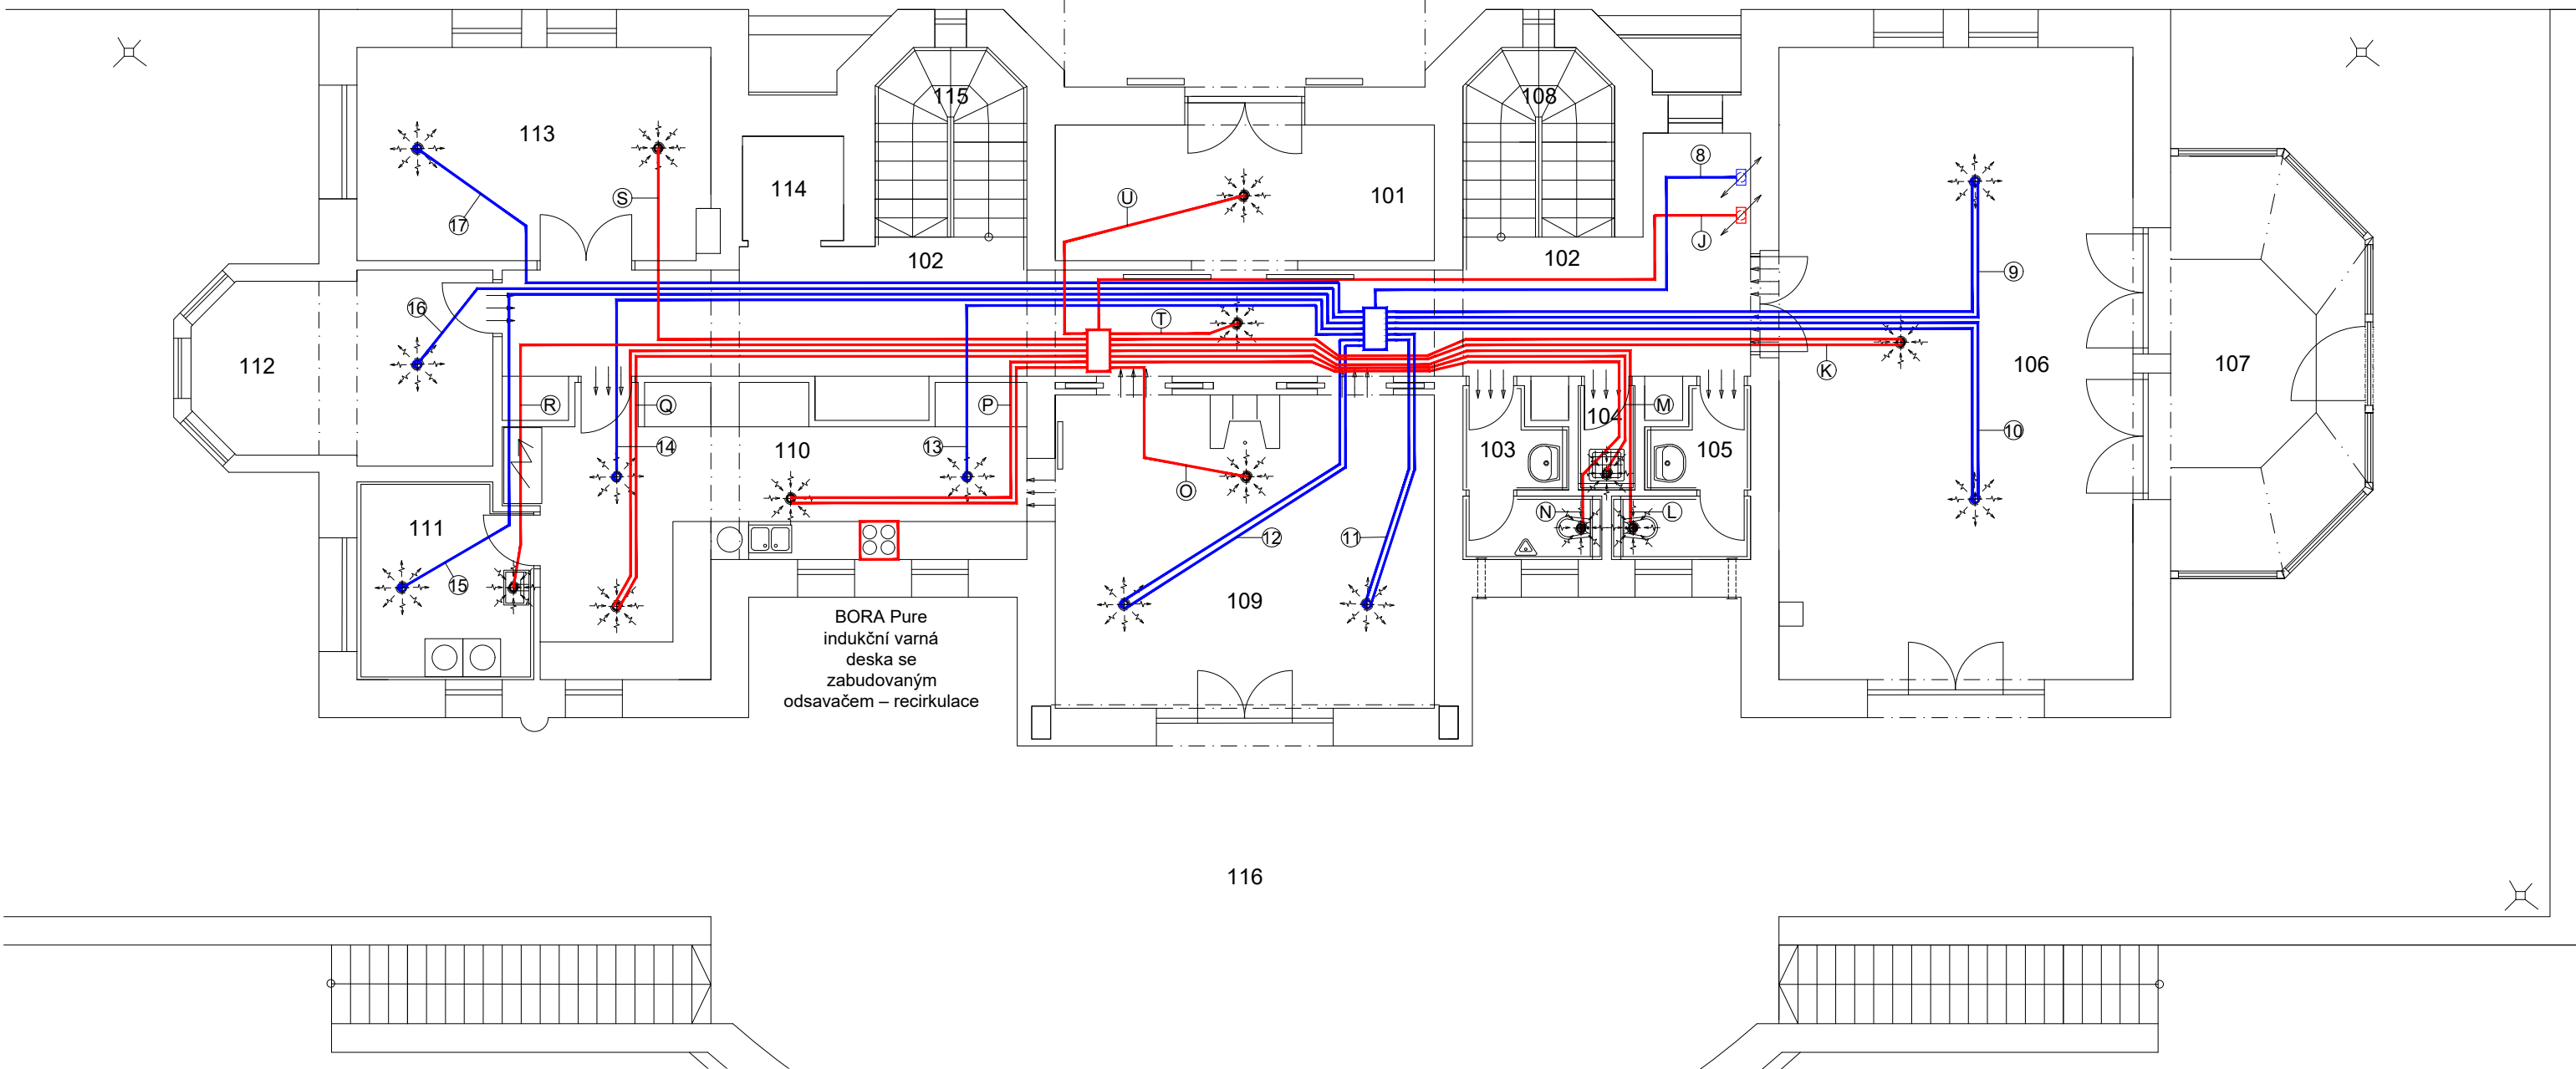 115
108
113
8
114
S
U
101
17
J
102
102
9
16
T
112
106
107
K
R
Q
P
M
104
14
110
13
103
105
10
O
111
N
L
12
11
15
109
BORA Pure
indukční varná
deska se
zabudovaným
odsavačem – recirkulace
116